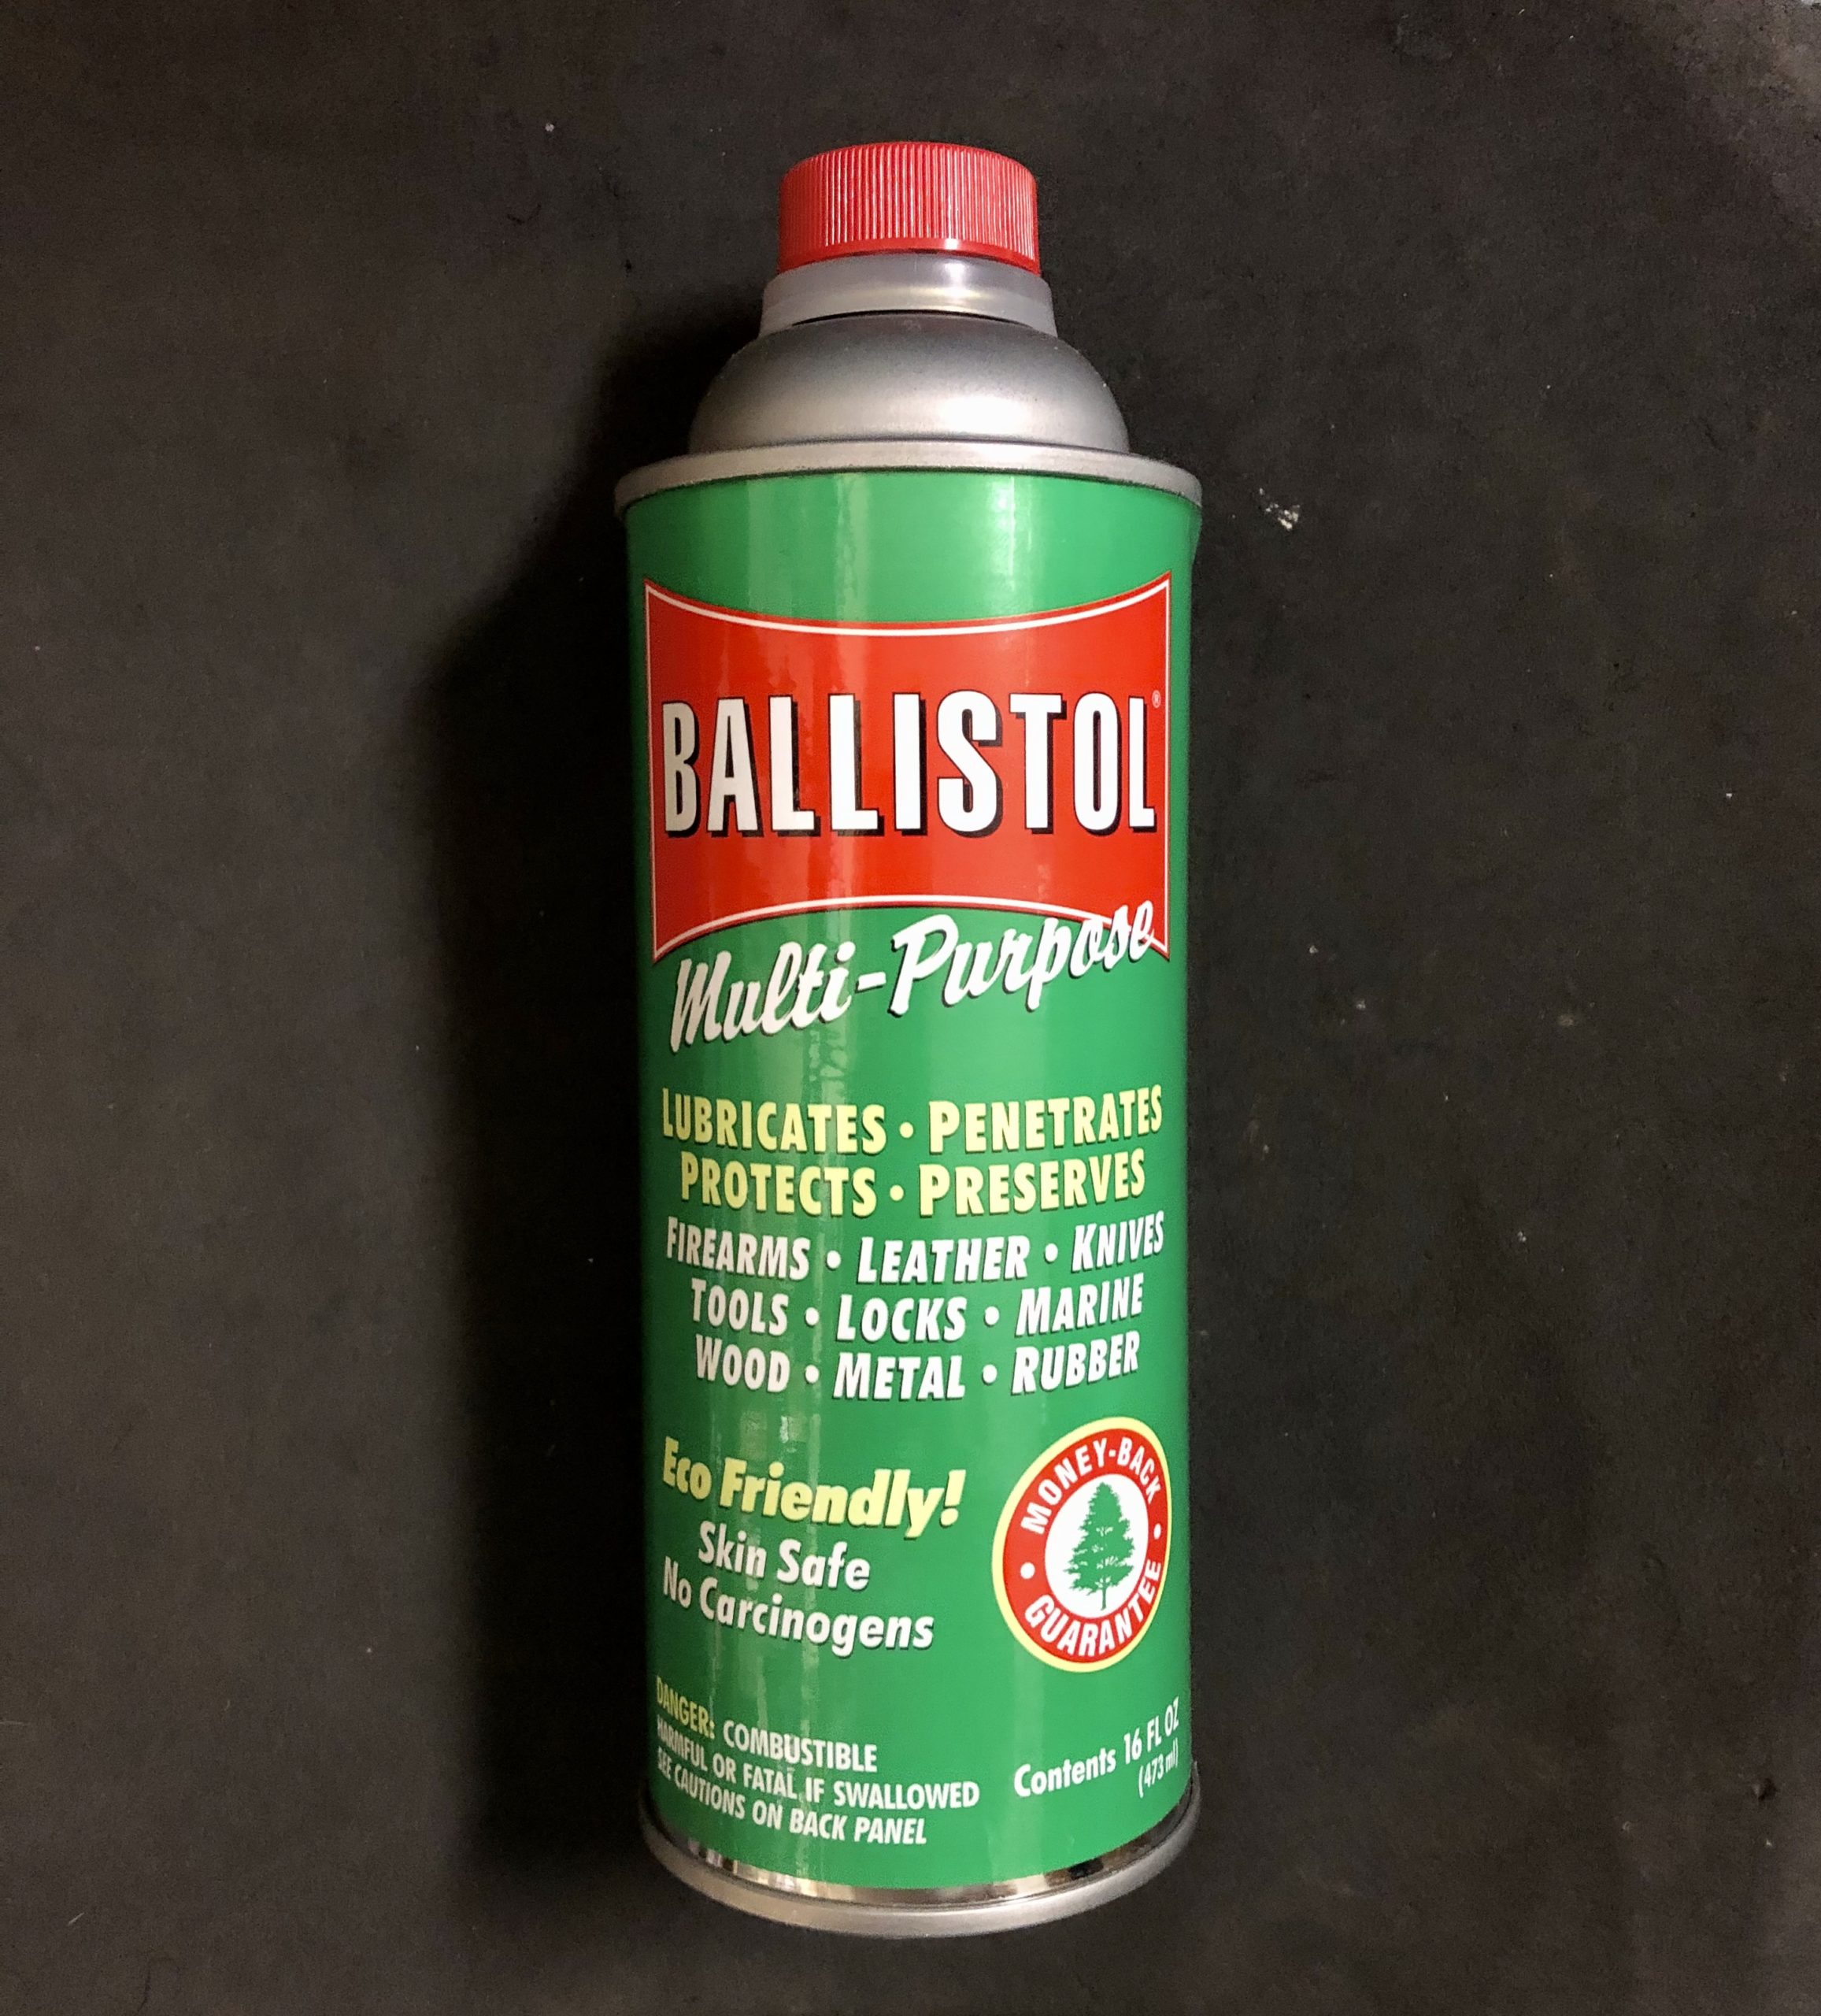 BALLISTOL®
Multi-Purpose
LUBRICATES • PENETRATES
PROTECTS • PRESERVES
FIREARMS • LEATHER • KNIVES
TOOLS • LOCKS • MARINE
WOOD • METAL • RUBBER
Eco Friendly!
Skin Safe
No Carcinogens
MONEY-BACK • GUARANTEE •
DANGER: COMBUSTIBLE
HARMFUL OR FATAL IF SWALLOWED
SEE CAUTIONS ON BACK PANEL
Contents 16 FL OZ
(473 ml)